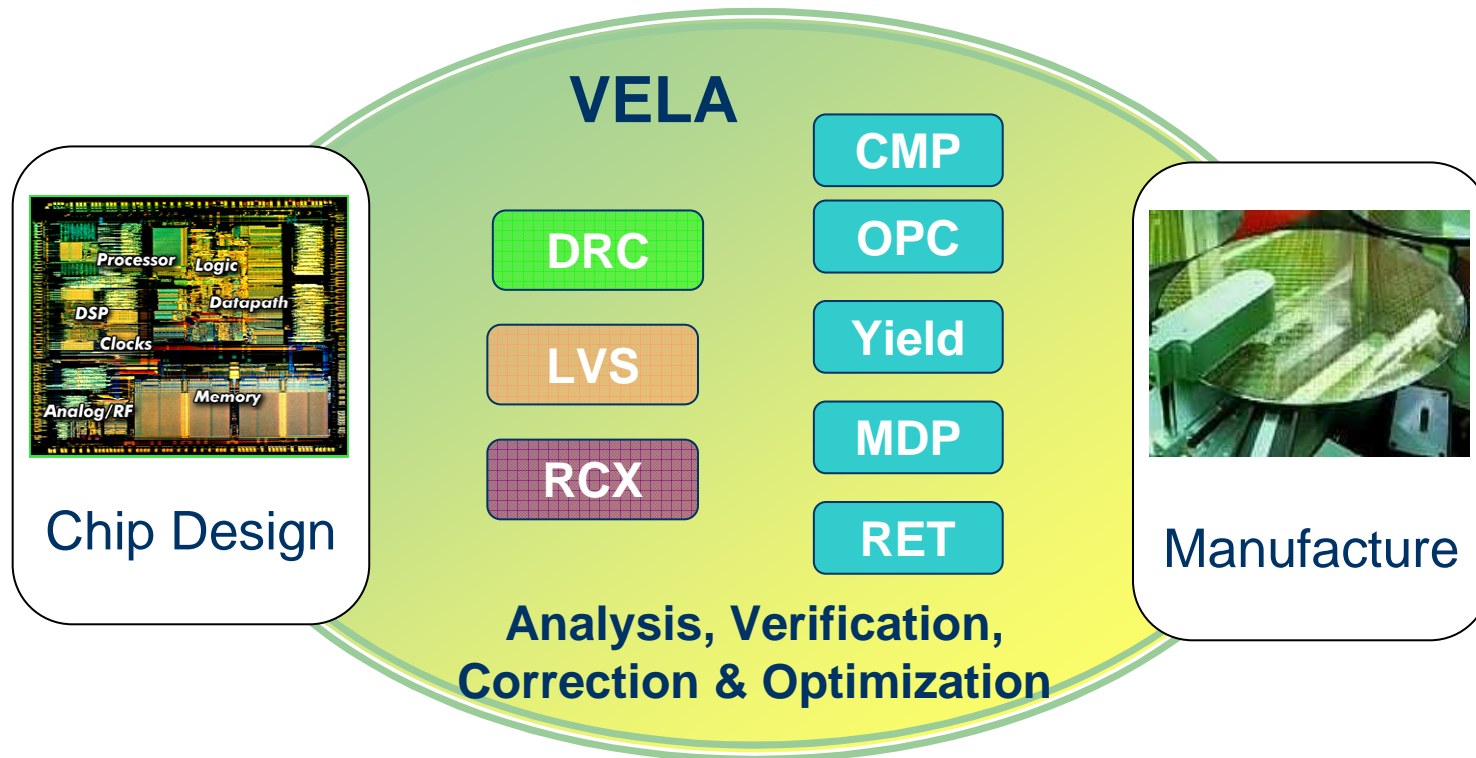 VELA
Processor
Logic
DSP
Datapath
Clocks
Memory
Analog/RF
Chip Design
DRC
LVS
RCX
CMP
OPC
Yield
MDP
RET
Analysis, Verification,
Correction & Optimization
Manufacture